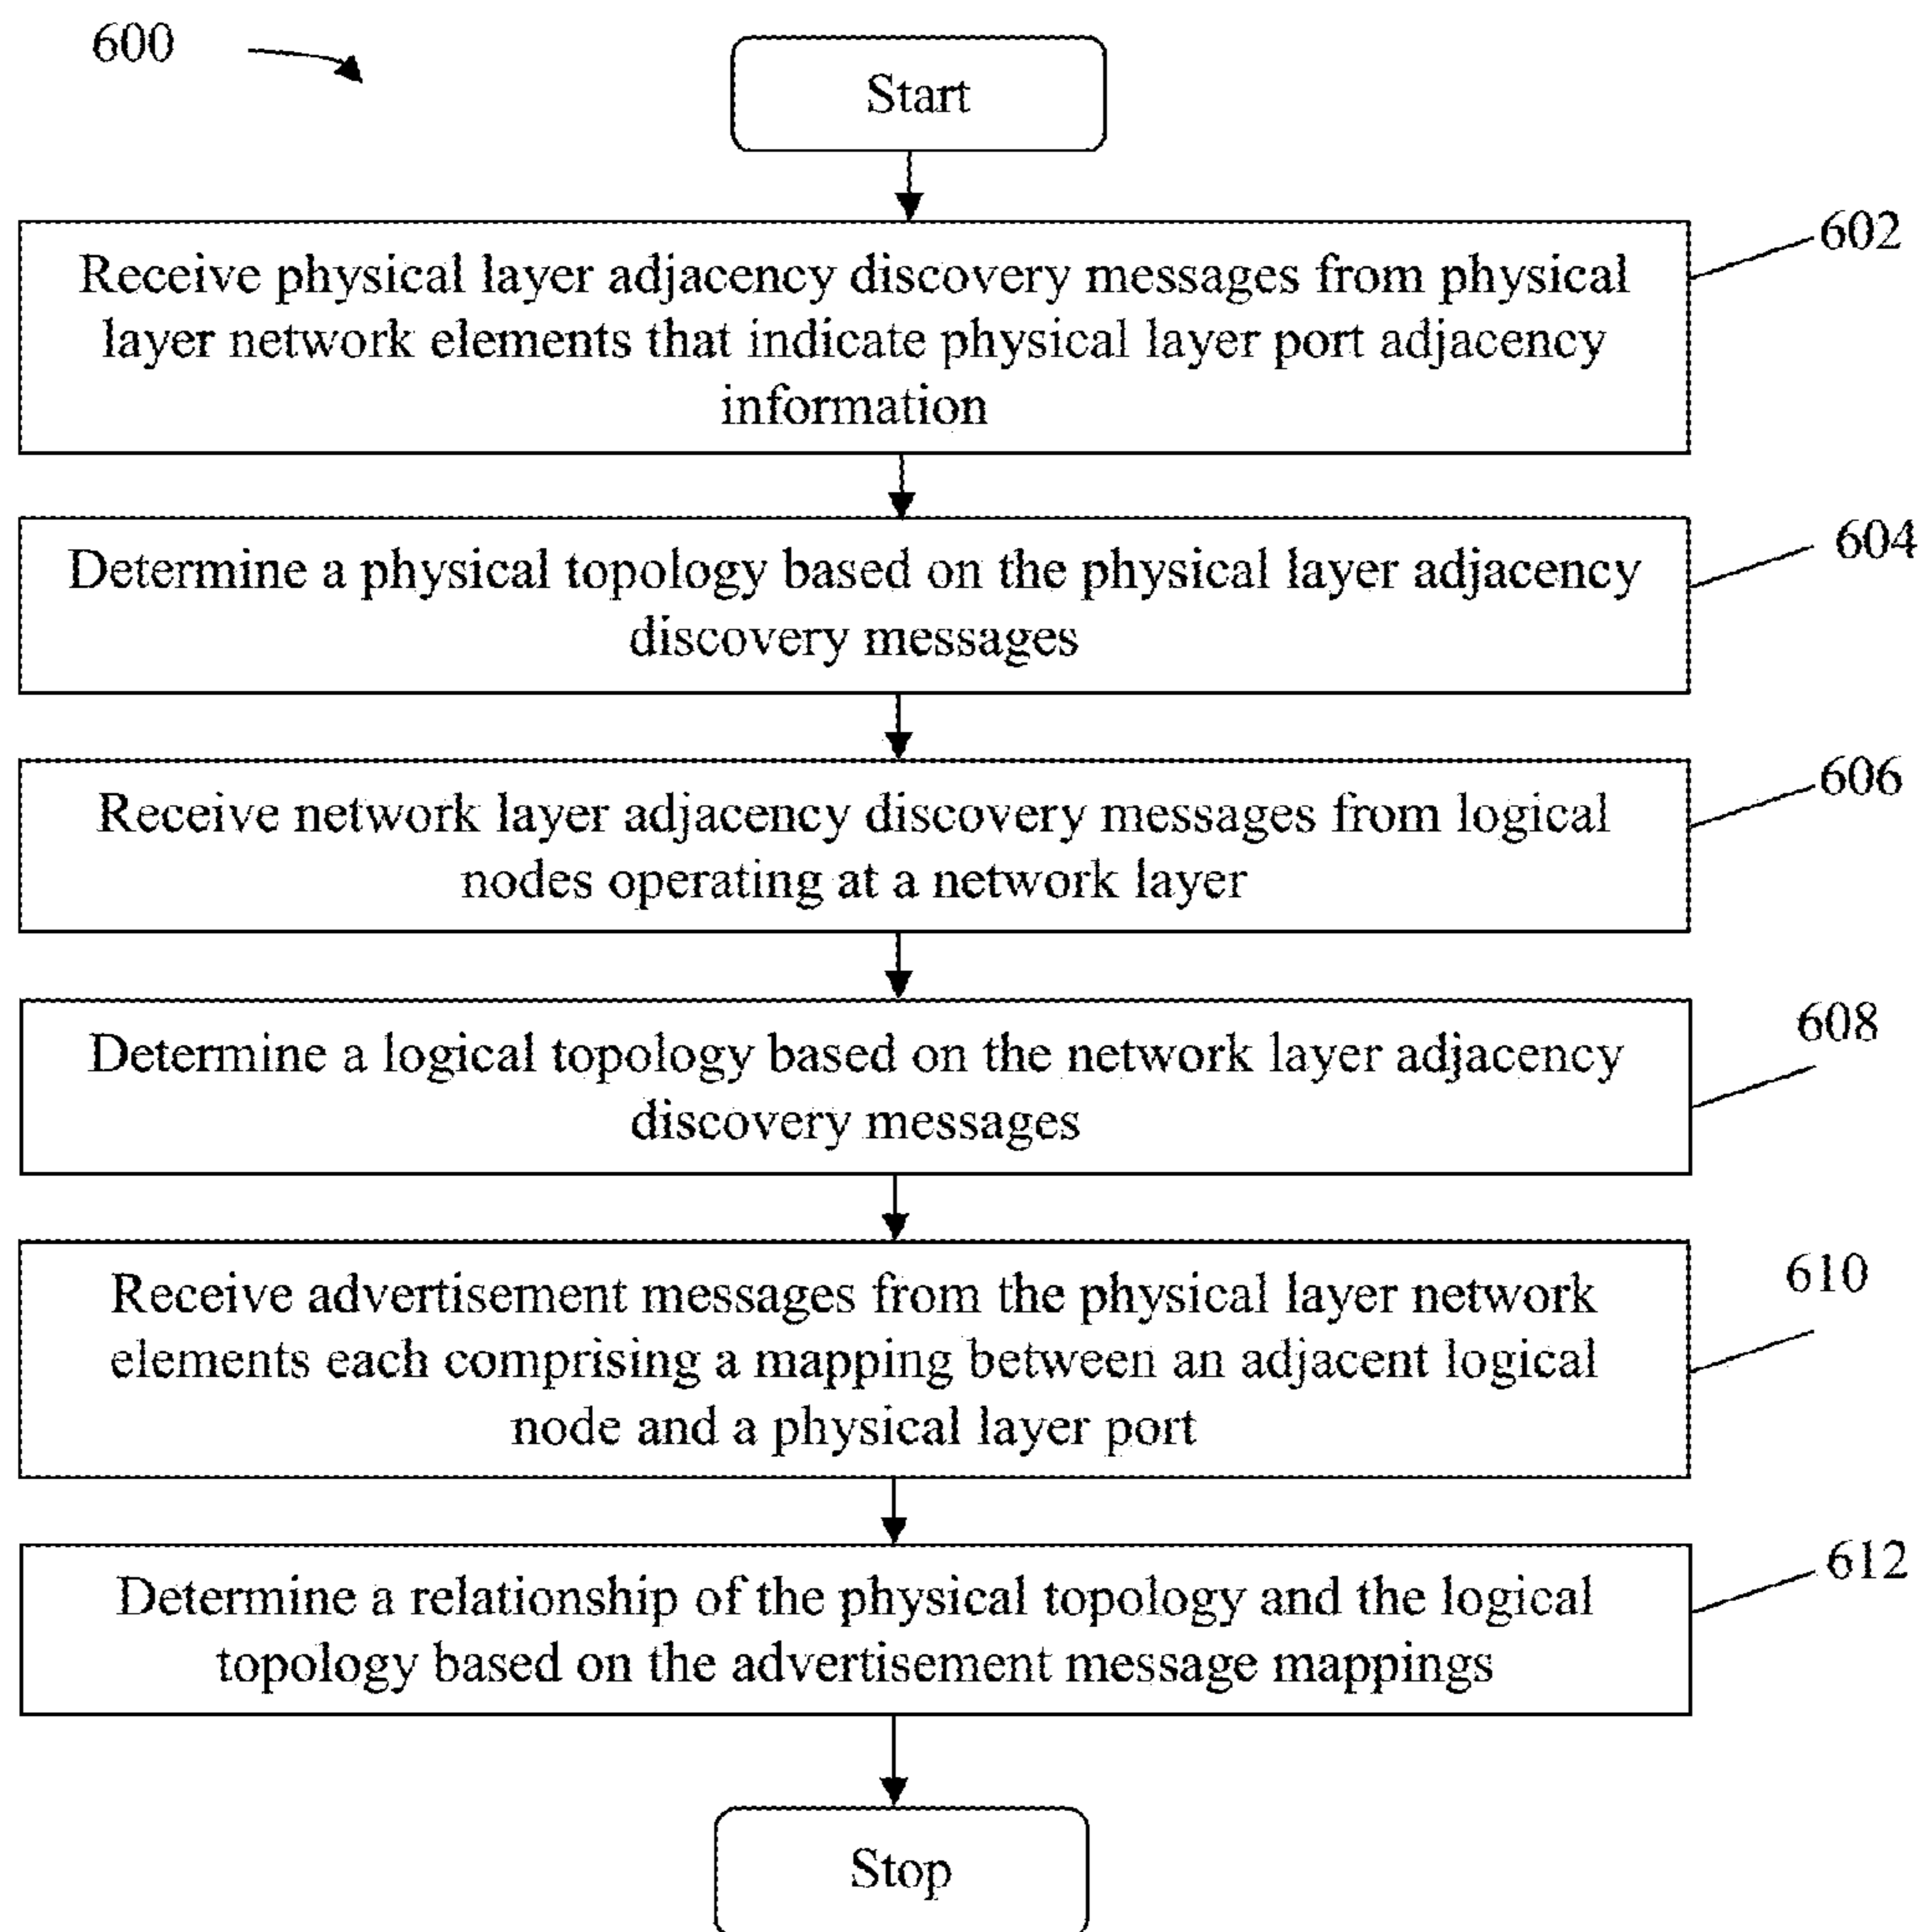 600
Start
Receive physical layer adjacency discovery messages from physical
layer network elements that indicate physical layer port adjacency
information
602
Determine a physical topology based on the physical layer adjacency
discovery messages
604
Receive network layer adjacency discovery messages from logical
nodes operating at a network layer
606
Determine a logical topology based on the network layer adjacency
discovery messages
608
Receive advertisement messages from the physical layer network
elements each comprising a mapping between an adjacent logical
node and a physical layer port
610
Determine a relationship of the physical topology and the logical
topology based on the advertisement message mappings
612
Stop